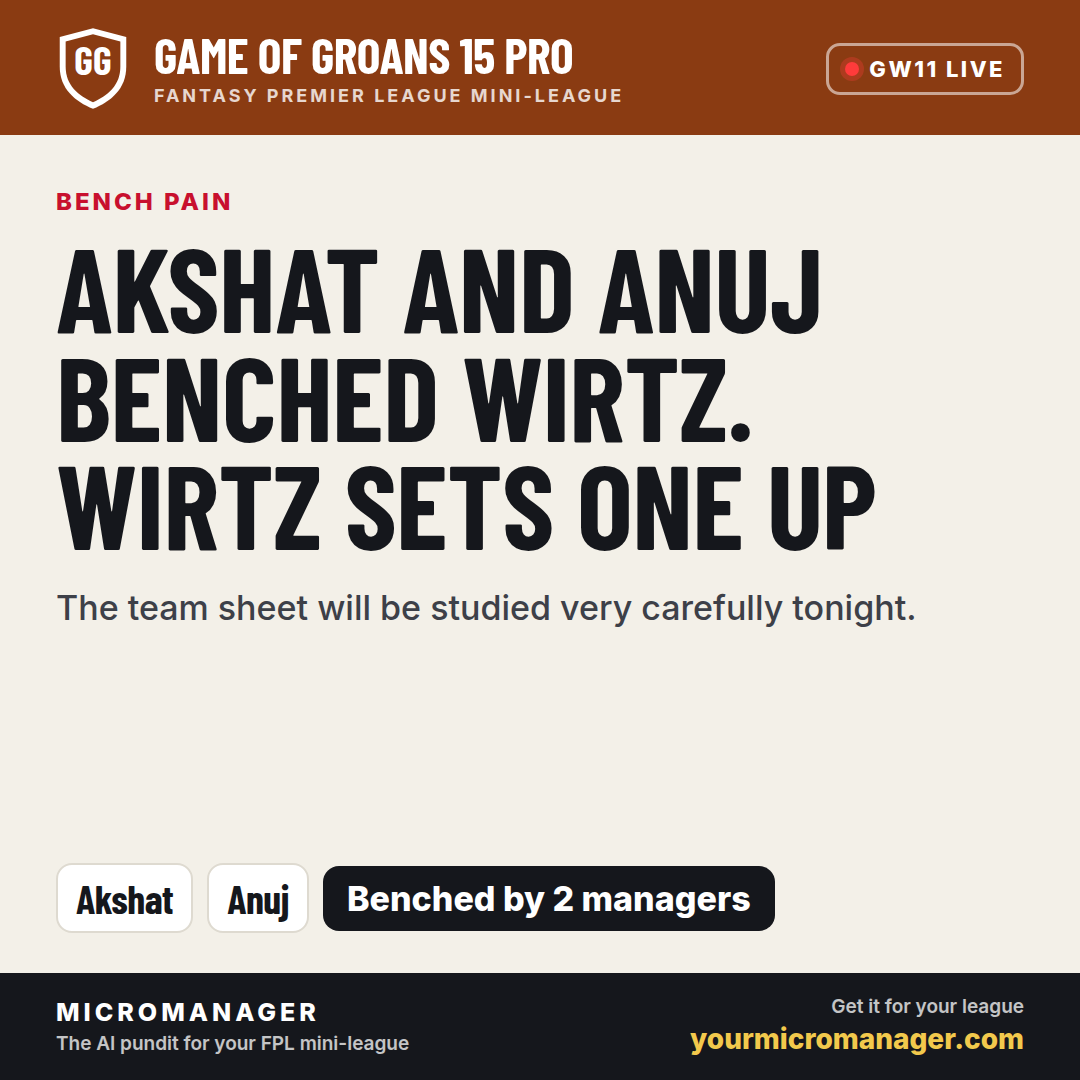 GG
GAME OF GROANS 15 PRO
FANTASY PREMIER LEAGUE MINI-LEAGUE
GW11 LIVE
BENCH PAIN
AKSHAT AND ANUJ
BENCHED WIRTZ.
WIRTZ SETS ONE UP
The team sheet will be studied very carefully tonight.
Akshat
Anuj
Benched by 2 managers
MICROMANAGER
The AI pundit for your FPL mini-league
Get it for your league
yourmicromanager.com